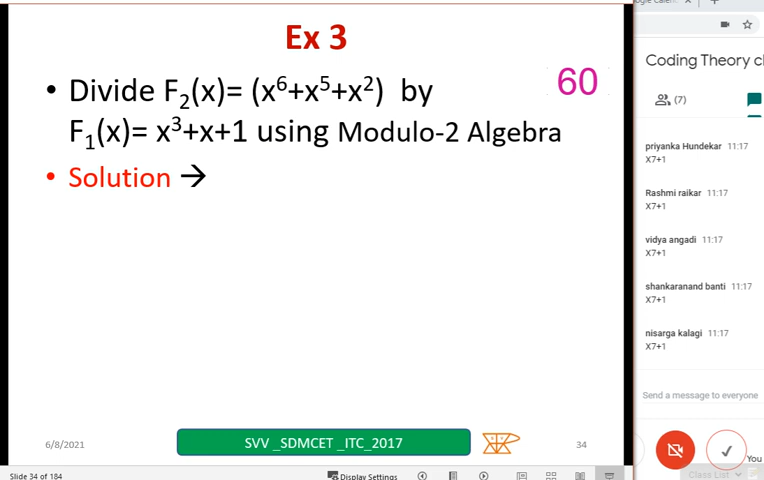 Ex 3
• Divide F₂(x)= (x⁶+x⁵+x²) by
F₁(x)= x³+x+1 using Modulo-2 Algebra
• Solution →
60
6/8/2021
SVV _SDMCET _ITC_2017
34
Slide 34 of 184
Display Settings
Coding Theory cl
(7)
priyanka Hundekar 11:17
X7+1
Rashmi raikar 11:17
X7+1
vidya angadi 11:17
X7+1
shankaranand banti 11:17
X7+1
nisarga kalagi 11:17
X7+1
Send a message to everyone
You
Class List